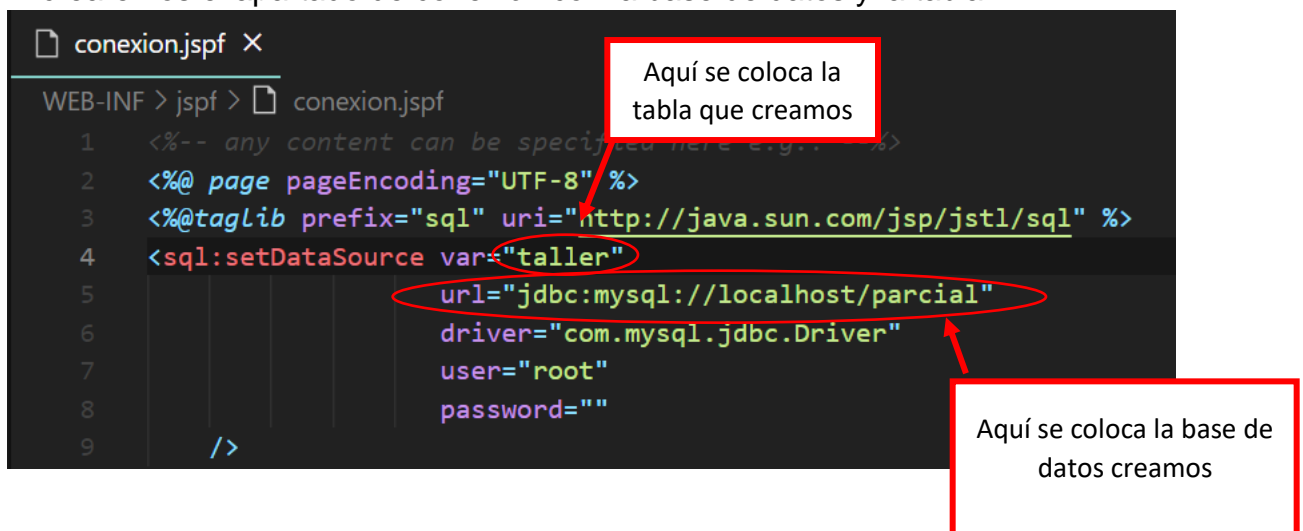 conexion.jspf ×
Aquí se coloca la
tabla que creamos
WEB-INF > jspf > conexion.jspf
1 <%-- any content can be specified here e.g.: --%>
2 <%@ page pageEncoding="UTF-8" %>
3 <%@taglib prefix="sql" uri="http://java.sun.com/jsp/jstl/sql" %>
4 <sql:setDataSource var="taller"
5 url="jdbc:mysql://localhost/parcial"
6 driver="com.mysql.jdbc.Driver"
7 user="root"
8 password=""
9 />
Aquí se coloca la base de
datos creamos